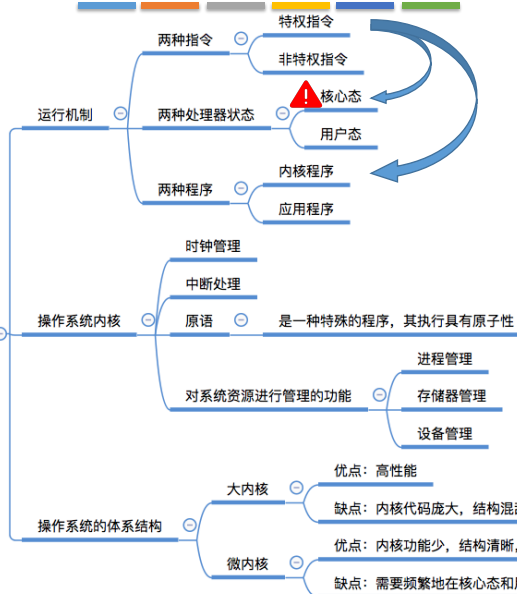 特权指令
两种指令
非特权指令
核心态
运行机制
两种处理器状态
用户态
内核程序
两种程序
应用程序
时钟管理
中断处理
操作系统内核
原语
是一种特殊的程序，其执行具有原子性
进程管理
对系统资源进行管理的功能
存储器管理
设备管理
优点：高性能
大内核
缺点：内核代码庞大，结构混
操作系统的体系结构
优点：内核功能少，结构清晰，
微内核
缺点：需要频繁地在核心态和